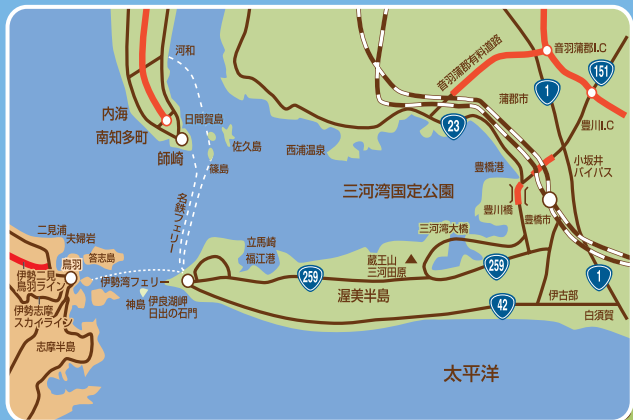 河和
音羽蒲郡I.C
音羽蒲郡有料道路
151
1
蒲郡市
内海
日間賀島
南知多町
師崎
佐久島
篠島
西浦温泉
23
豊川I.C
小坂井
バイパス
豊橋港
三河湾国定公園
豊川橋
豊橋市
名鉄フェリー
三河湾大橋
二見浦
夫婦岩
答志島
鳥羽
立馬崎
福江港
蔵王山
三河田原
259
259
1
伊勢二見
鳥羽ライン
伊勢湾フェリー
神島
伊良湖岬
日出の石門
渥美半島
42
伊古部
白須賀
伊勢志摩
スカイライン
志摩半島
太平洋